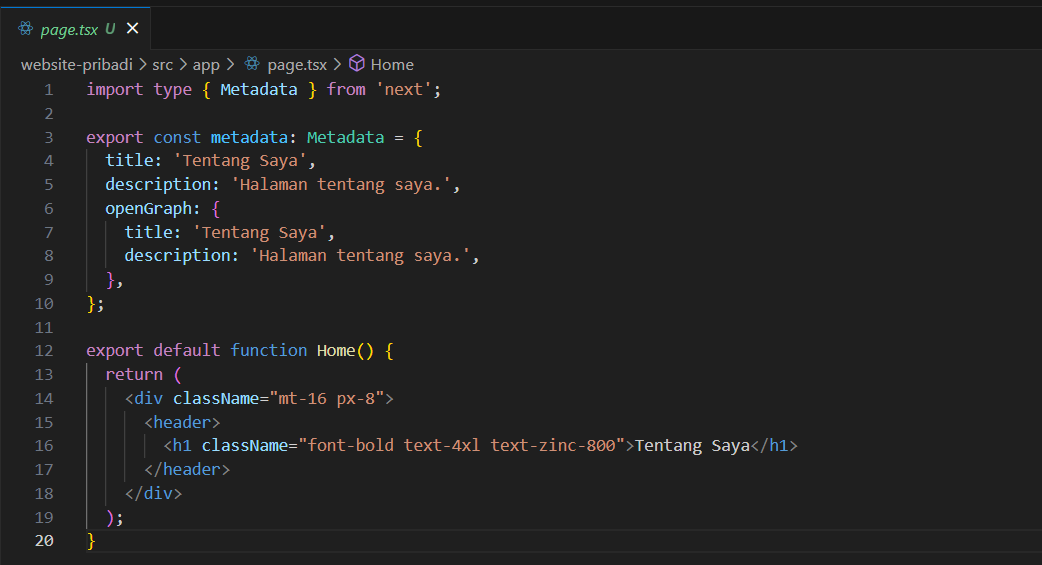 page.tsx U
website-pribadi > src > app > page.tsx > Home
1 import type { Metadata } from 'next';
2
3 export const metadata: Metadata = {
4   title: 'Tentang Saya',
5   description: 'Halaman tentang saya.',
6   openGraph: {
7     title: 'Tentang Saya',
8     description: 'Halaman tentang saya.',
9   },
10 };
11
12 export default function Home() {
13   return (
14     <div className="mt-16 px-8">
15       <header>
16         <h1 className="font-bold text-4xl text-zinc-800">Tentang Saya</h1>
17       </header>
18     </div>
19   );
20 }